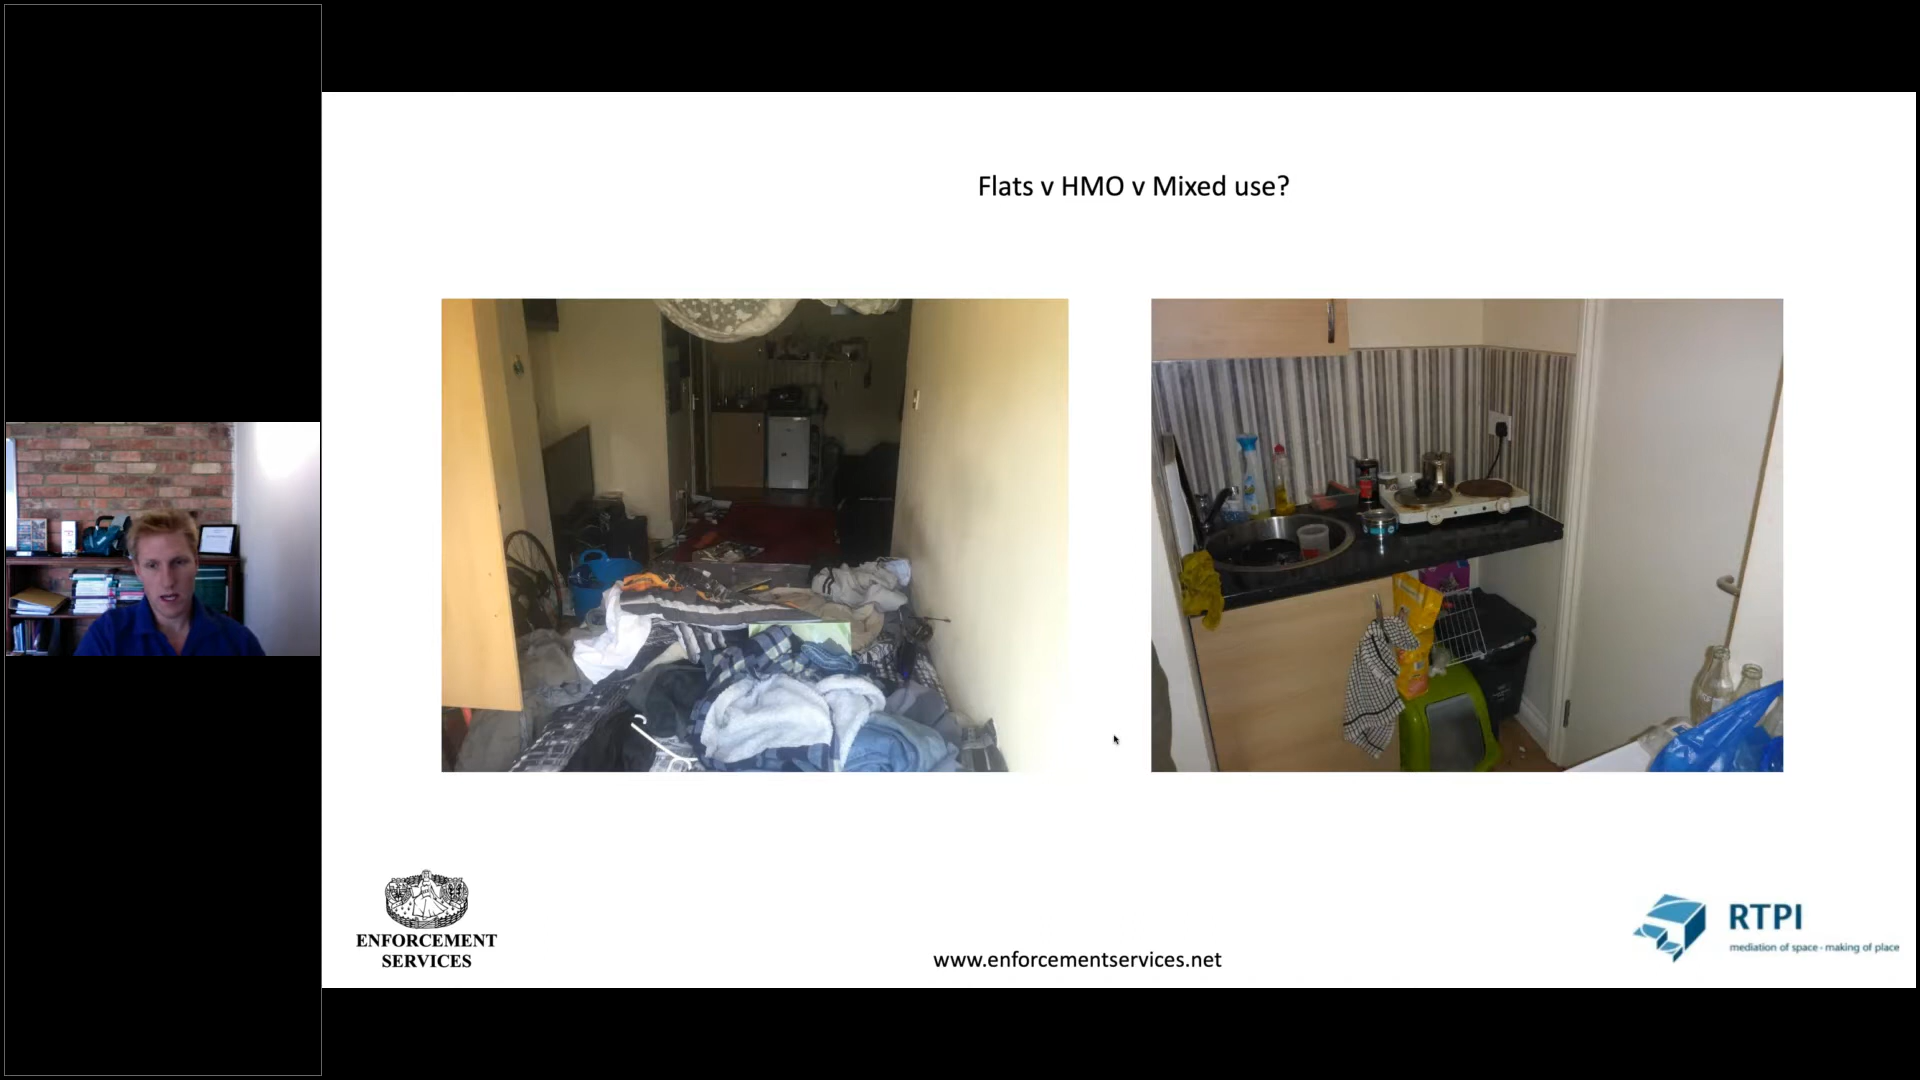 Flats v HMO v Mixed use?
ENFORCEMENT
SERVICES
www.enforcementservices.net
RTPI
mediation of space · making of place